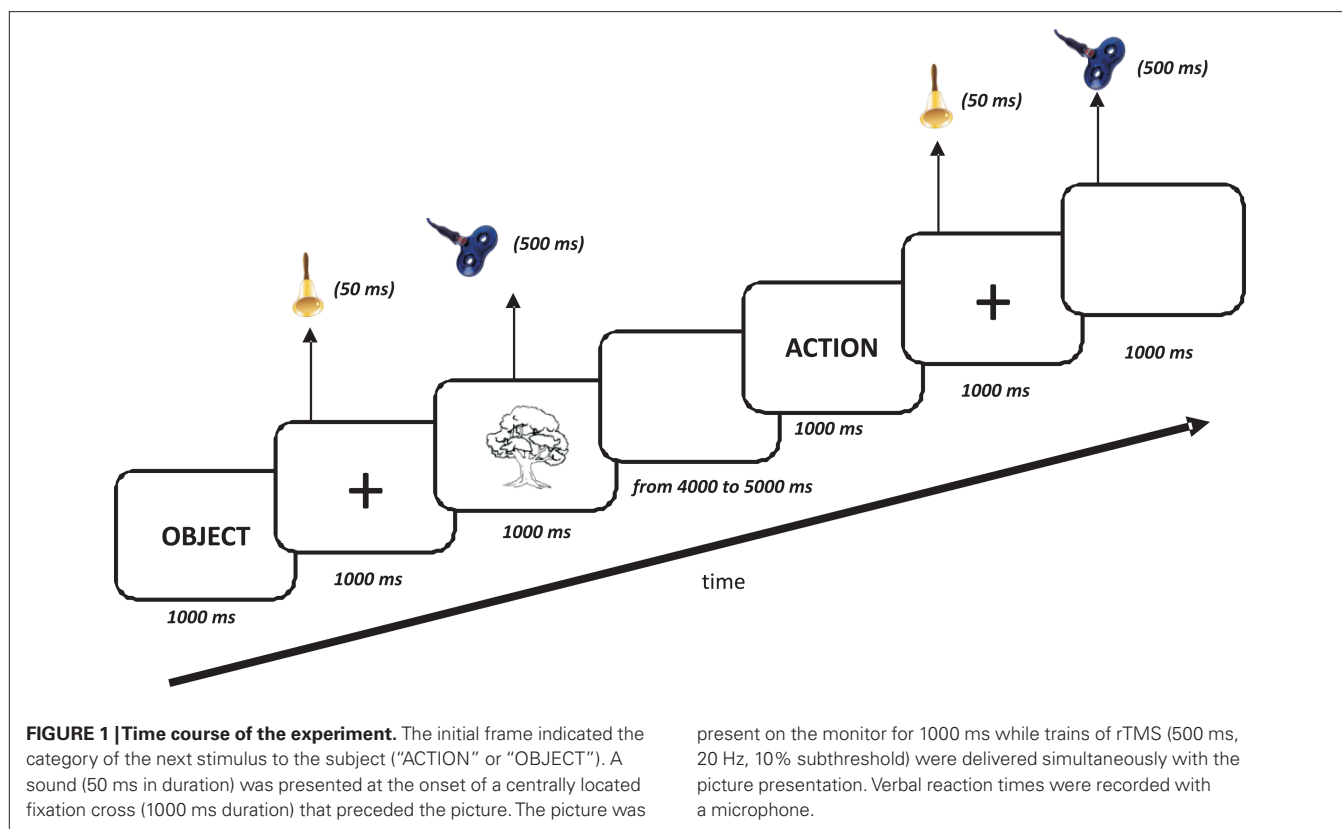 (500 ms)
(50 ms)
(500 ms)
(50 ms)
ACTION
+
1000 ms
1000 ms
1000 ms
from 4000 to 5000 ms
+
1000 ms
OBJECT
1000 ms
time
1000 ms
FIGURE 1 | Time course of the experiment. The initial frame indicated the
category of the next stimulus to the subject (“ACTION” or “OBJECT”). A
sound (50 ms in duration) was presented at the onset of a centrally located
fixation cross (1000 ms duration) that preceded the picture. The picture was
present on the monitor for 1000 ms while trains of rTMS (500 ms,
20 Hz, 10% subthreshold) were delivered simultaneously with the
picture presentation. Verbal reaction times were recorded with
a microphone.